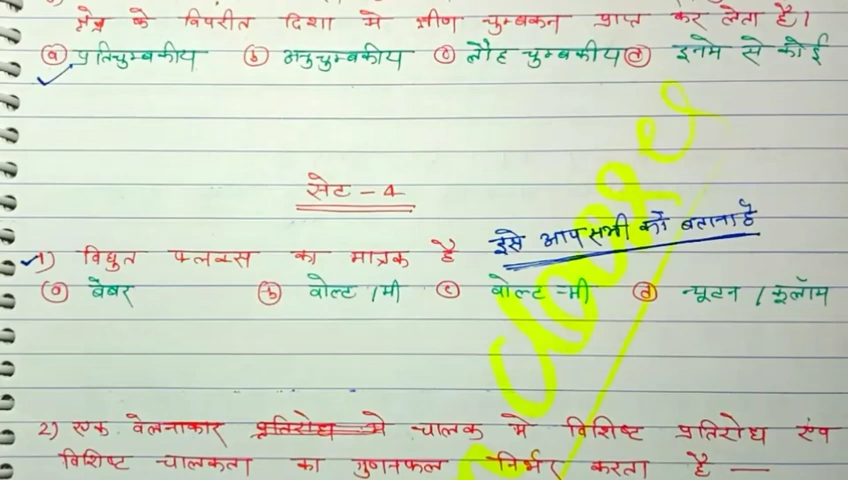 क्षेत्र के विपरीत दिशा मे क्षीण चुम्बकन प्राप्त कर लेता है।
(a) प्रतिचुम्बकीय (b) अनुचुम्बकीय (c) लौह चुम्बकीय (d) इनमे से कोई
सेट - 4
इसे आप सभी को बताना है
1) विधुत फ्लक्स का मात्रक है
(a) बेबर (b) वोल्ट /मी (c) वोल्ट -मी (d) न्यूटन / कूलॉम
2) एक वेलनाकार प्रतिरोध मे चालक मे विशिष्ट प्रतिरोध एंव
विशिष्ट चालकता का गुणनफल निर्भर करता है —